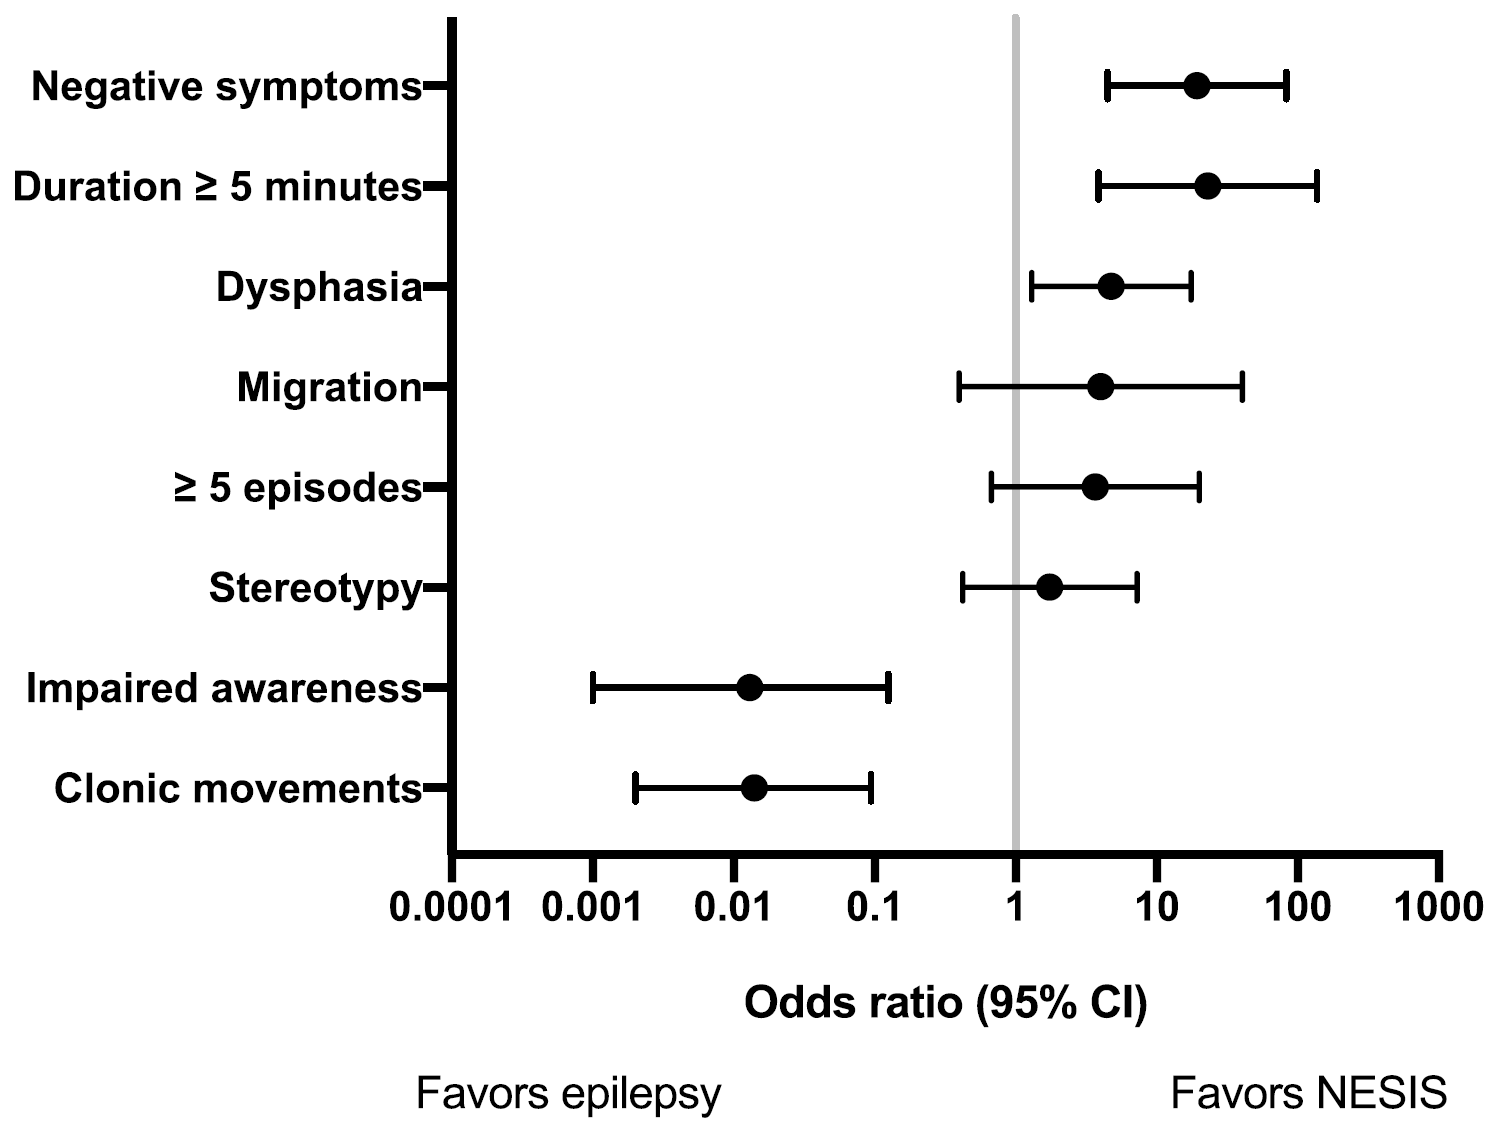 Negative symptoms
Duration ≥ 5 minutes
Dysphasia
Migration
≥ 5 episodes
Stereotypy
Impaired awareness
Clonic movements
0.0001 0.001 0.01 0.1 1 10 100 1000
Odds ratio (95% CI)
Favors epilepsy Favors NESIS